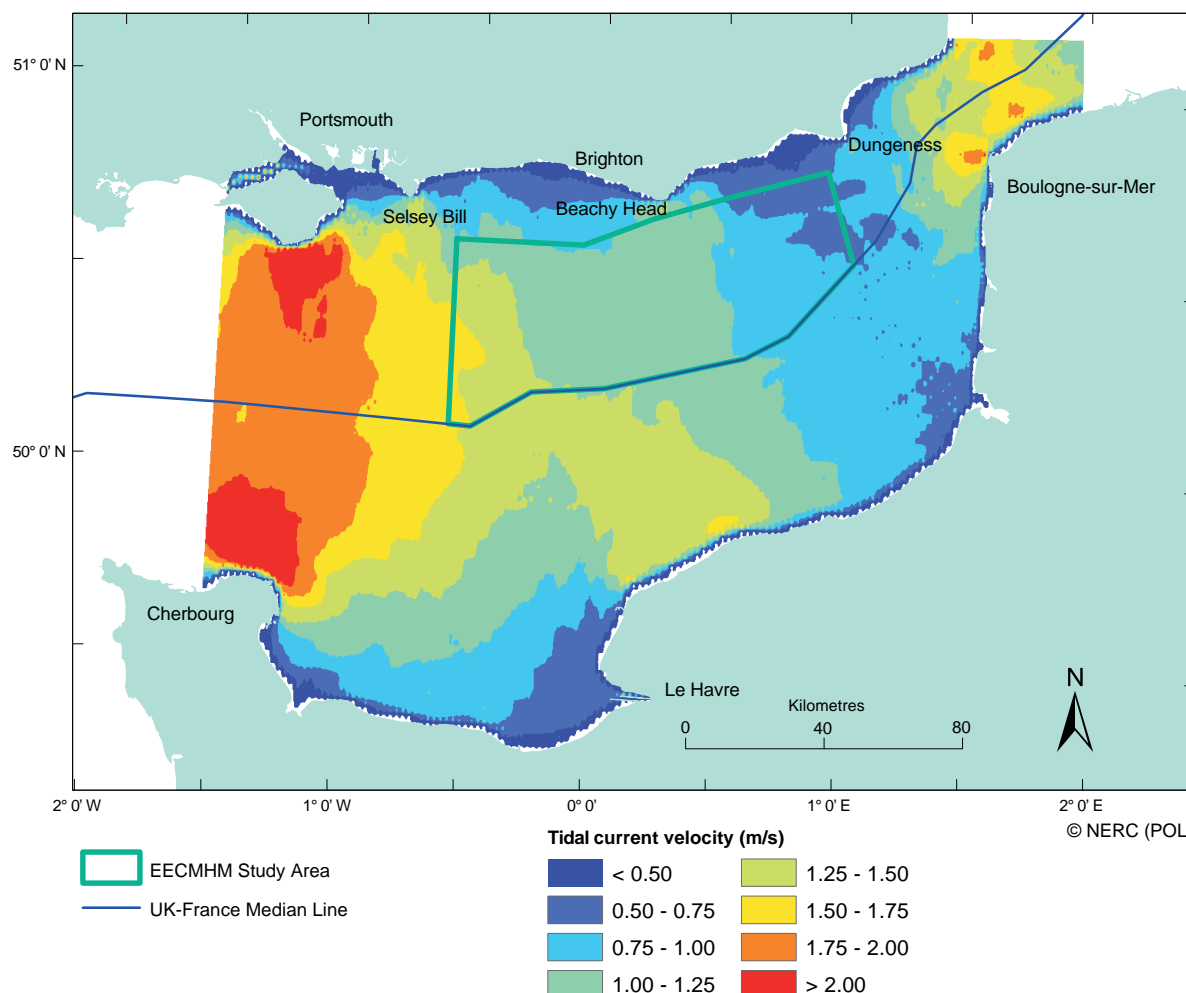 51° 0' N
Portsmouth
Brighton
Dungeness
Boulogne-sur-Mer
Selsey Bill
Beachy Head
50° 0' N
Cherbourg
Le Havre
N
Kilometres
0 40 80
2° 0' W 1° 0' W 0° 0' 1° 0' E 2° 0' E
© NERC (POL
Tidal current velocity (m/s)
EECMHM Study Area
UK-France Median Line
< 0.50
0.50 - 0.75
0.75 - 1.00
1.00 - 1.25
1.25 - 1.50
1.50 - 1.75
1.75 - 2.00
> 2.00